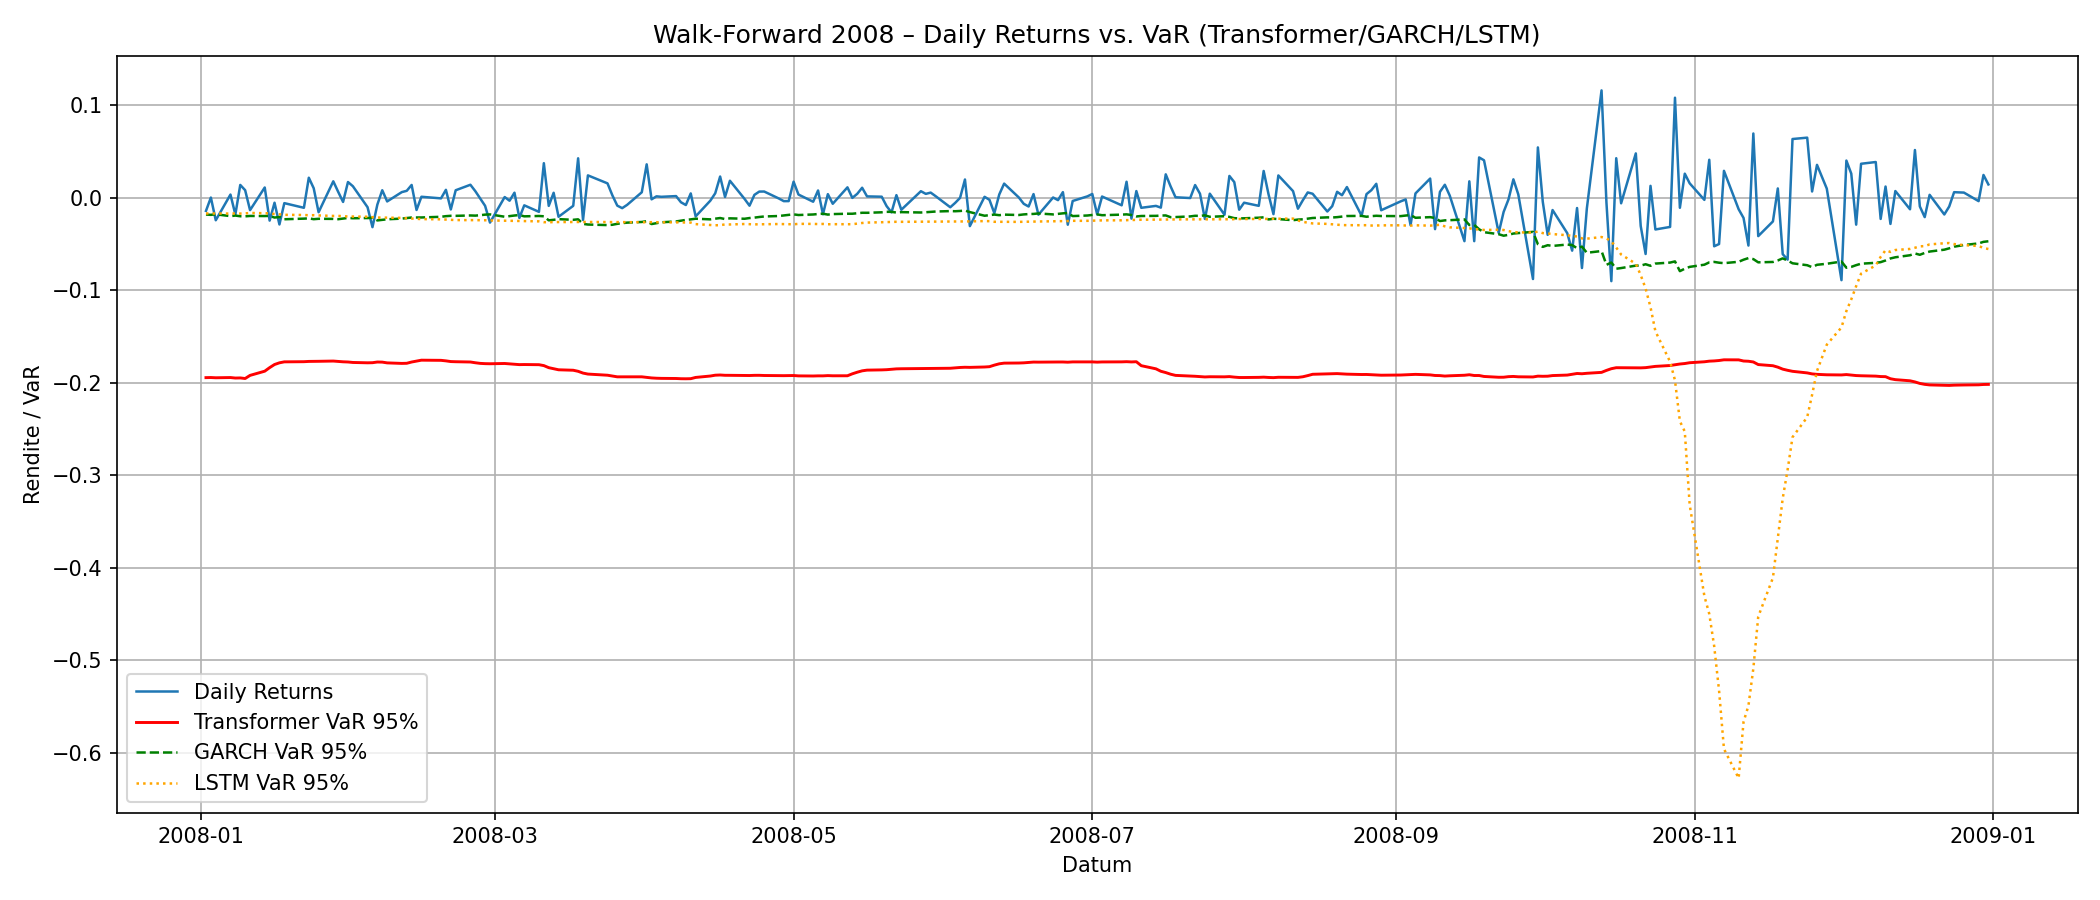 Walk-Forward 2008 – Daily Returns vs. VaR (Transformer/GARCH/LSTM)
Rendite / VaR
0.1
0.0
−0.1
−0.2
−0.3
−0.4
−0.5
−0.6
Daily Returns
Transformer VaR 95%
GARCH VaR 95%
LSTM VaR 95%
2008-01 2008-03 2008-05 2008-07 2008-09 2008-11 2009-01
Datum